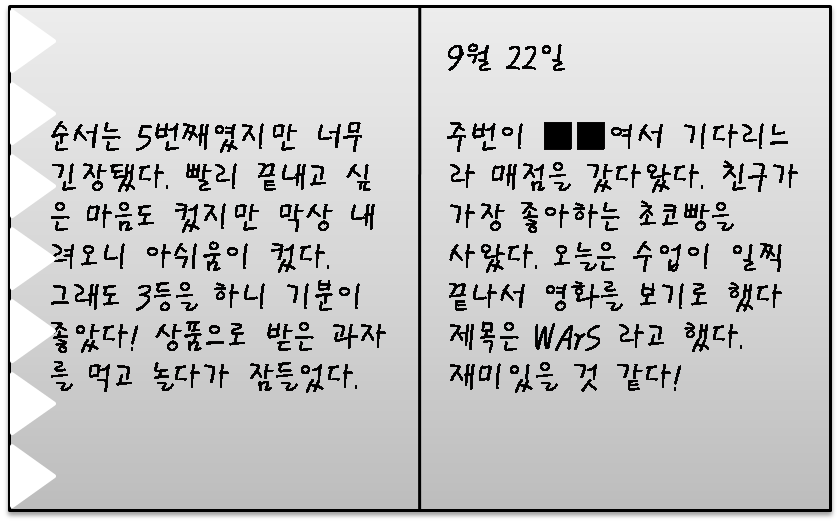 순서는 5번째였지만 너무
긴장됐다. 빨리 끝내고 싶
은 마음도 컸지만 막상 내
려오니 아쉬움이 컸다.
그래도 3등을 하니 기분이
좋았다! 상품으로 받은 과자
를 먹고 놀다가 잠들었다.
9월 22일
주번이 ■■여서 기다리느
라 매점을 갔다왔다. 친구가
가장 좋아하는 초코빵을
사왔다. 오늘은 수업이 일찍
끝나서 영화를 보기로 했다
제목은 WArS 라고 했다.
재미있을 것 같다!